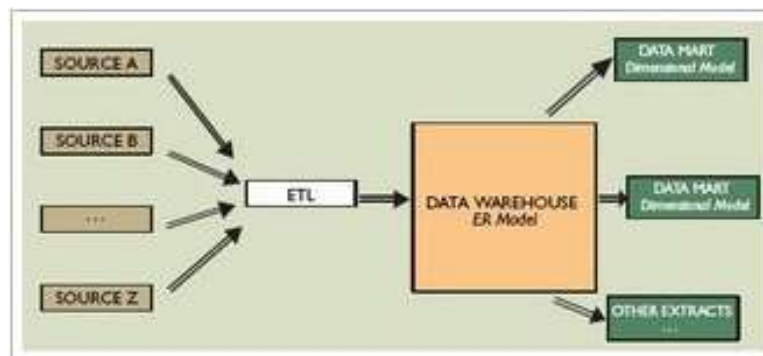 SOURCE A
SOURCE B
...
SOURCE Z
ETL
DATA WAREHOUSE
ER Model
DATA MART
Dimensional Model
DATA MART
Dimensional Model
OTHER EXTRACTS
...